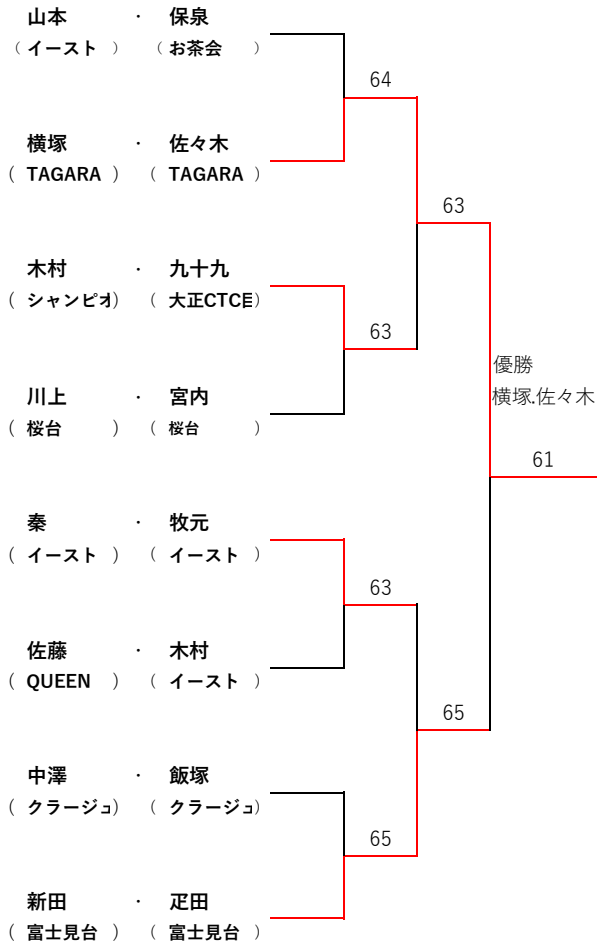 山本 ・ 保泉
（ イースト ） （ お茶会 ）
64
横塚 ・ 佐々木
（ TAGARA ） （ TAGARA ）
63
木村 ・ 九十九
（ シャンピオ） （ 大正CTC巨）
63
優勝
川上 ・ 宮内
横塚.佐々木
（ 桜台 ） （ 桜台 ）
61
秦 ・ 牧元
（ イースト ） （ イースト ）
63
佐藤 ・ 木村
（ QUEEN ） （ イースト ）
65
中澤 ・ 飯塚
（ クラージュ） （ クラージュ）
65
新田 ・ 疋田
（ 富士見台 ） （ 富士見台 ）